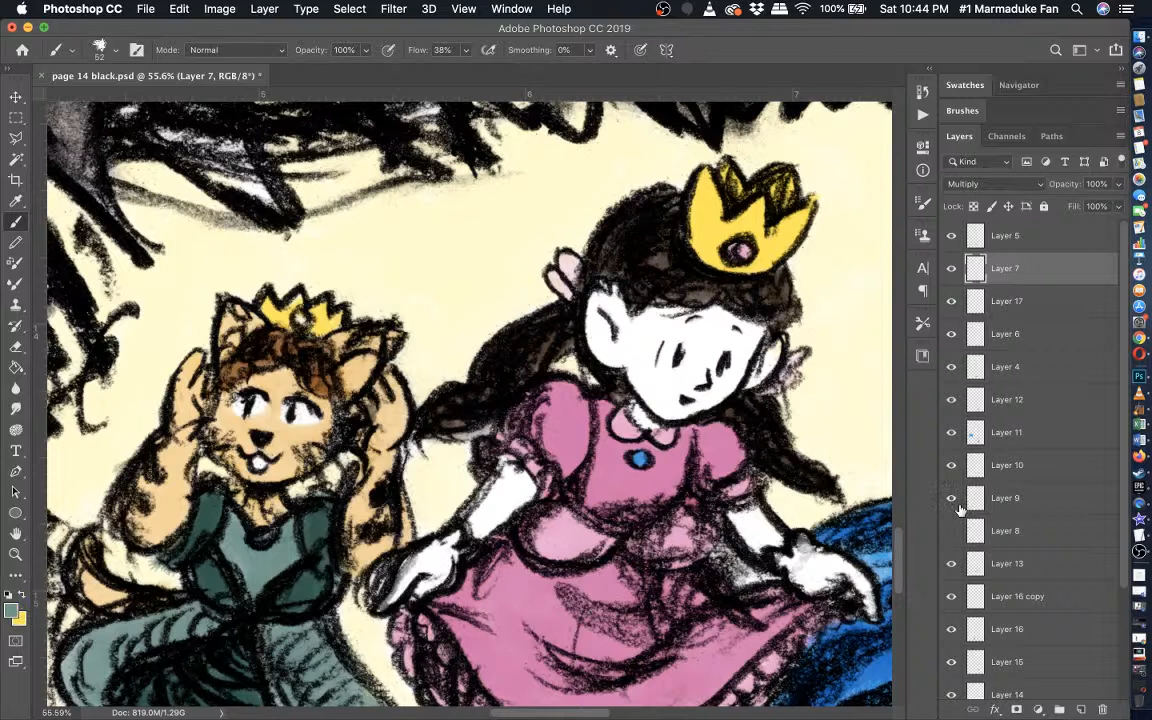 Photoshop CC File Edit Image Layer Type Select Filter 3D View Window Help 100% Sat 10:44 PM #1 Marmaduke Fan
Adobe Photoshop CC 2019
52 Mode: Normal Opacity: 100% Flow: 38% Smoothing: 0%
× page 14 black.psd @ 55.6% (Layer 7, RGB/8*) *
5 6 7
Swatches Navigator
Brushes
Layers Channels Paths
Kind
Multiply Opacity: 100%
Lock: Fill: 100%
Layer 5
Layer 7
Layer 17
Layer 6
Layer 4
Layer 12
Layer 11
Layer 10
Layer 9
Layer 8
Layer 13
Layer 16 copy
Layer 16
Layer 15
Layer 14
55.59% Doc: 819.0M/1.29G